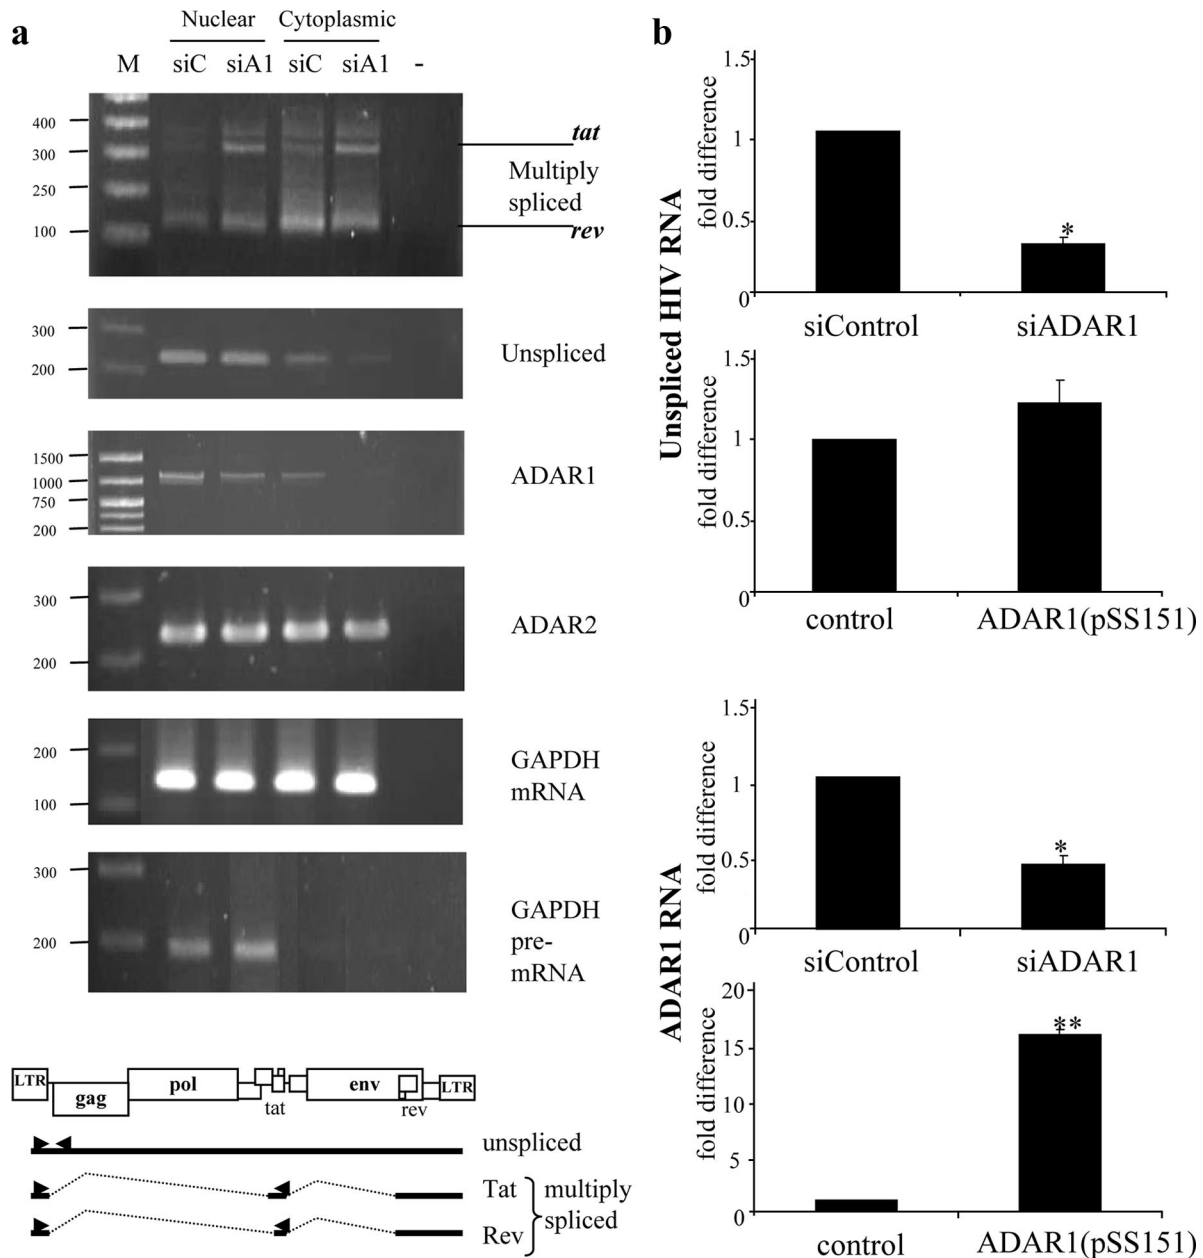 a
Nuclear Cytoplasmic
M siC siA1 siC siA1 -
400
300
250
100
tat
Multiply
spliced
rev
300
200
Unspliced
1500
1000
750
200
ADAR1
300
200
ADAR2
200
100
GAPDH
mRNA
300
200
GAPDH
pre-
mRNA
LTR gag pol tat env rev LTR
unspliced
Tat
Rev
multiply
spliced
b
Unspliced HIV RNA
fold difference
1.5
1
0.5
0
*
siControl siADAR1
fold difference
1.5
1
0.5
0
control ADAR1(pSS151)
ADAR1 RNA
fold difference
1.5
1
0.5
0
*
siControl siADAR1
fold difference
20
15
10
5
0
**
control ADAR1(pSS151)